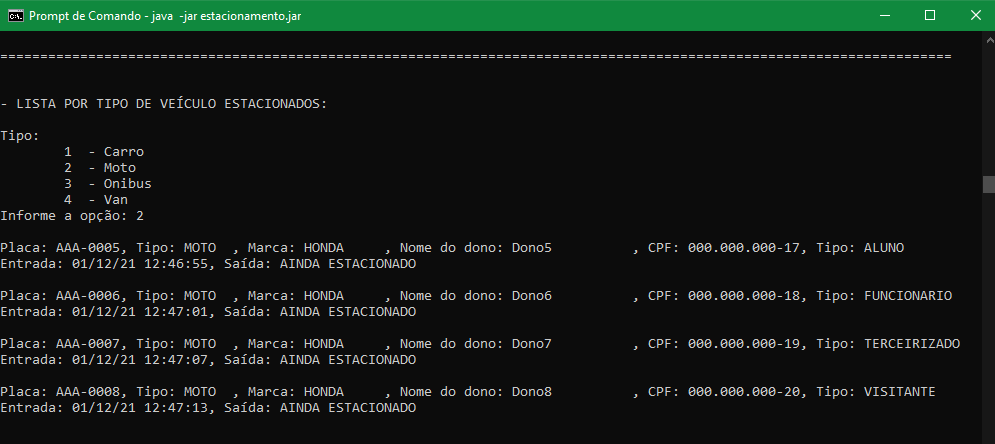 Prompt de Comando - java  -jar estacionamento.jar
=======================================================================================================================
- LISTA POR TIPO DE VEÍCULO ESTACIONADOS:
Tipo:
        1  - Carro
        2  - Moto
        3  - Onibus
        4  - Van
Informe a opção: 2
Placa: AAA-0005, Tipo: MOTO  , Marca: HONDA     , Nome do dono: Dono5          , CPF: 000.000.000-17, Tipo: ALUNO
Entrada: 01/12/21 12:46:55, Saída: AINDA ESTACIONADO
Placa: AAA-0006, Tipo: MOTO  , Marca: HONDA     , Nome do dono: Dono6          , CPF: 000.000.000-18, Tipo: FUNCIONARIO
Entrada: 01/12/21 12:47:01, Saída: AINDA ESTACIONADO
Placa: AAA-0007, Tipo: MOTO  , Marca: HONDA     , Nome do dono: Dono7          , CPF: 000.000.000-19, Tipo: TERCEIRIZADO
Entrada: 01/12/21 12:47:07, Saída: AINDA ESTACIONADO
Placa: AAA-0008, Tipo: MOTO  , Marca: HONDA     , Nome do dono: Dono8          , CPF: 000.000.000-20, Tipo: VISITANTE
Entrada: 01/12/21 12:47:13, Saída: AINDA ESTACIONADO